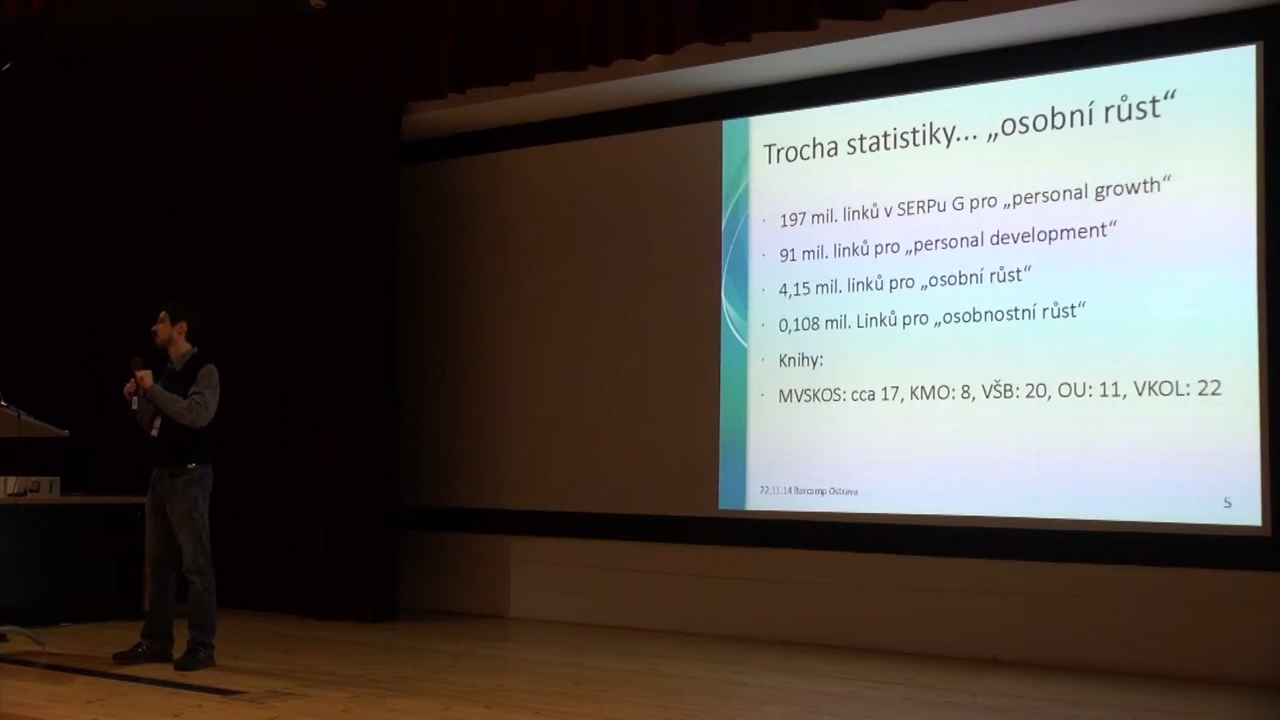 Trocha statistiky... „osobní růst“
197 mil. linků v SERPu G pro „personal growth“
91 mil. linků pro „personal development“
4,15 mil. linků pro „osobní růst“
0,108 mil. Linků pro „osobnostní růst“
Knihy:
MVSKOS: cca 17, KMO: 8, VŠB: 20, OU: 11, VKOL: 22
22.11.14 Barcamp Ostrava
5